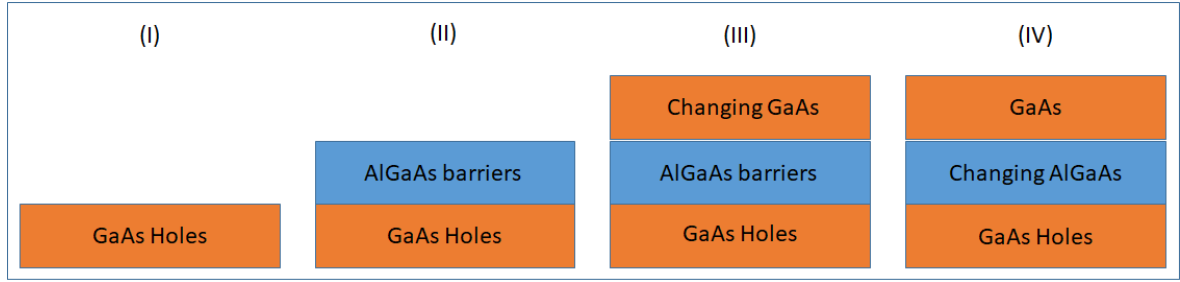 (I)
(II)
(III)
(IV)
Changing GaAs
GaAs
AlGaAs barriers
AlGaAs barriers
Changing AlGaAs
GaAs Holes
GaAs Holes
GaAs Holes
GaAs Holes